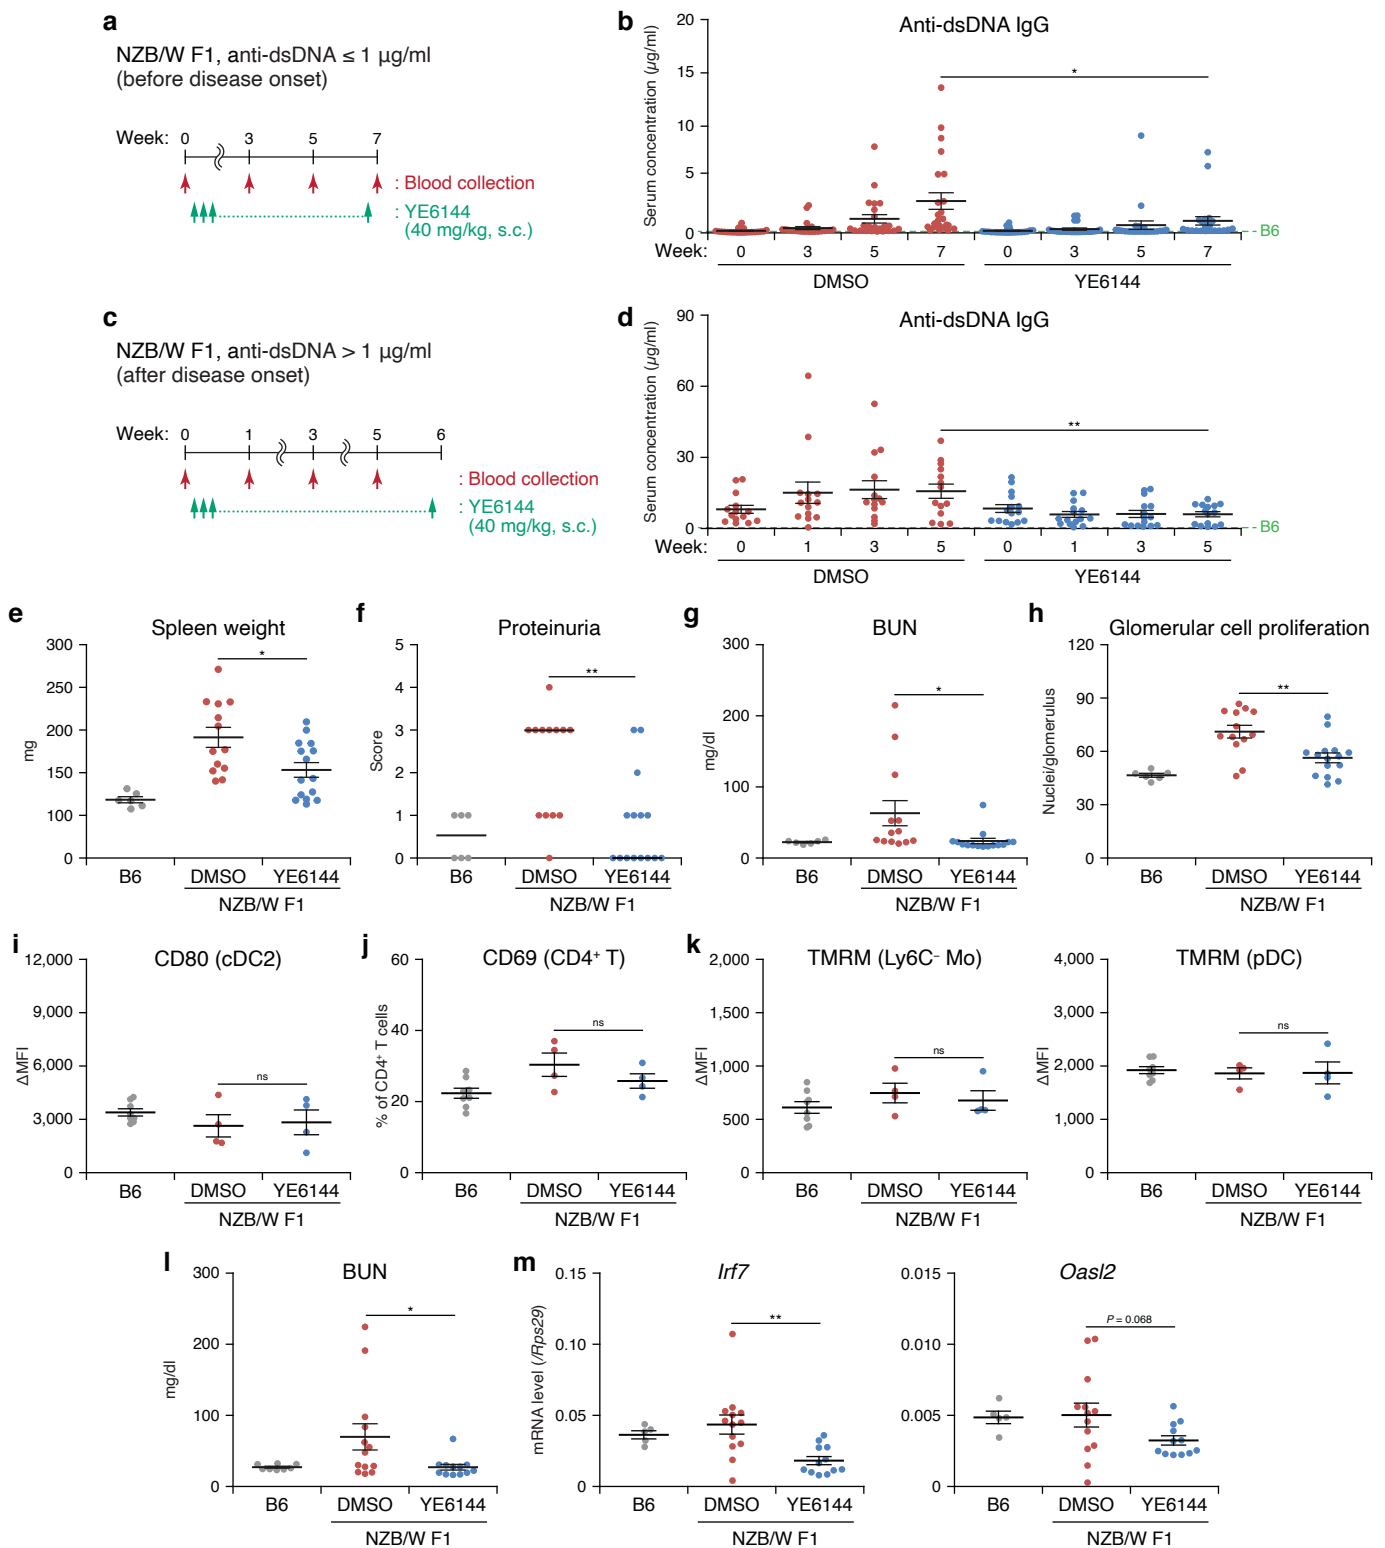 a
NZB/W F1, anti-dsDNA ≤ 1 µg/ml
(before disease onset)
Week: 0 3 5 7
: Blood collection
: YE6144
(40 mg/kg, s.c.)
b
Anti-dsDNA IgG
Serum concentration (µg/ml)
20
15
10
5
0
*
B6
Week: 0 3 5 7 0 3 5 7
DMSO YE6144
c
NZB/W F1, anti-dsDNA > 1 µg/ml
(after disease onset)
Week: 0 1 3 5 6
: Blood collection
: YE6144
(40 mg/kg, s.c.)
d
Anti-dsDNA IgG
Serum concentration (µg/ml)
90
60
30
0
**
B6
Week: 0 1 3 5 0 1 3 5
DMSO YE6144
e
Spleen weight
mg
300
250
200
150
100
0
*
B6 DMSO YE6144
NZB/W F1
f
Proteinuria
Score
5
4
3
2
1
0
**
B6 DMSO YE6144
NZB/W F1
g
BUN
mg/dl
300
200
100
0
*
B6 DMSO YE6144
NZB/W F1
h
Glomerular cell proliferation
Nuclei/glomerulus
120
90
60
30
0
**
B6 DMSO YE6144
NZB/W F1
i
CD80 (cDC2)
ΔMFI
12,000
9,000
6,000
3,000
0
ns
B6 DMSO YE6144
NZB/W F1
j
CD69 (CD4⁺ T)
% of CD4⁺ T cells
60
40
20
0
ns
B6 DMSO YE6144
NZB/W F1
k
TMRM (Ly6C⁻ Mo)
ΔMFI
2,000
1,500
1,000
500
0
ns
B6 DMSO YE6144
NZB/W F1
TMRM (pDC)
ΔMFI
4,000
3,000
2,000
1,000
0
ns
B6 DMSO YE6144
NZB/W F1
l
BUN
mg/dl
300
200
100
0
*
B6 DMSO YE6144
NZB/W F1
m
Irf7
mRNA level (/Rps29)
0.15
0.10
0.05
0
**
B6 DMSO YE6144
NZB/W F1
Oasl2
0.015
0.010
0.005
0
P = 0.068
B6 DMSO YE6144
NZB/W F1